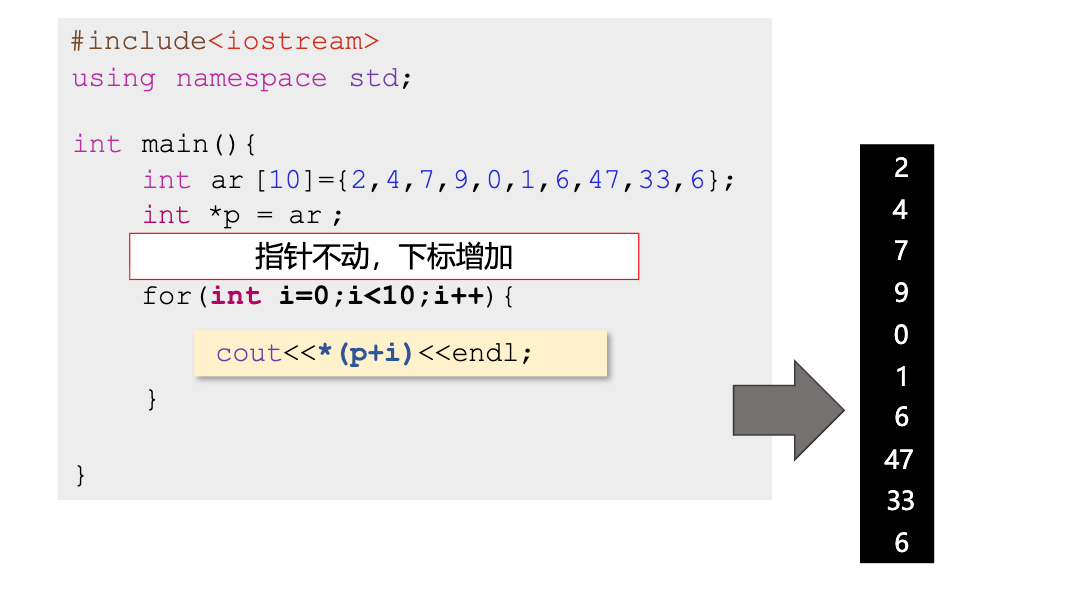 #include<iostream>
using namespace std;
int main(){
int ar[10]={2,4,7,9,0,1,6,47,33,6};
int *p = ar;
指针不动，下标增加
for(int i=0;i<10;i++){
cout<<*(p+i)<<endl;
}
}
2
4
7
9
0
1
6
47
33
6